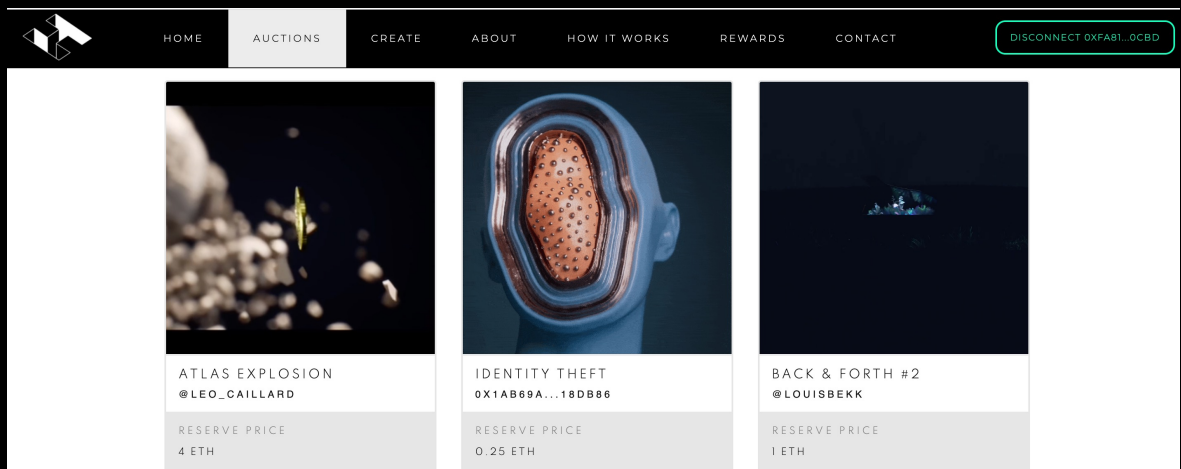 HOME AUCTIONS CREATE ABOUT HOW IT WORKS REWARDS CONTACT DISCONNECT 0XFA81...0CBD
ATLAS EXPLOSION
@LEO_CAILLARD
RESERVE PRICE
4 ETH
IDENTITY THEFT
0X1AB69A...18DB86
RESERVE PRICE
0.25 ETH
BACK & FORTH #2
@LOUISBEKK
RESERVE PRICE
1 ETH